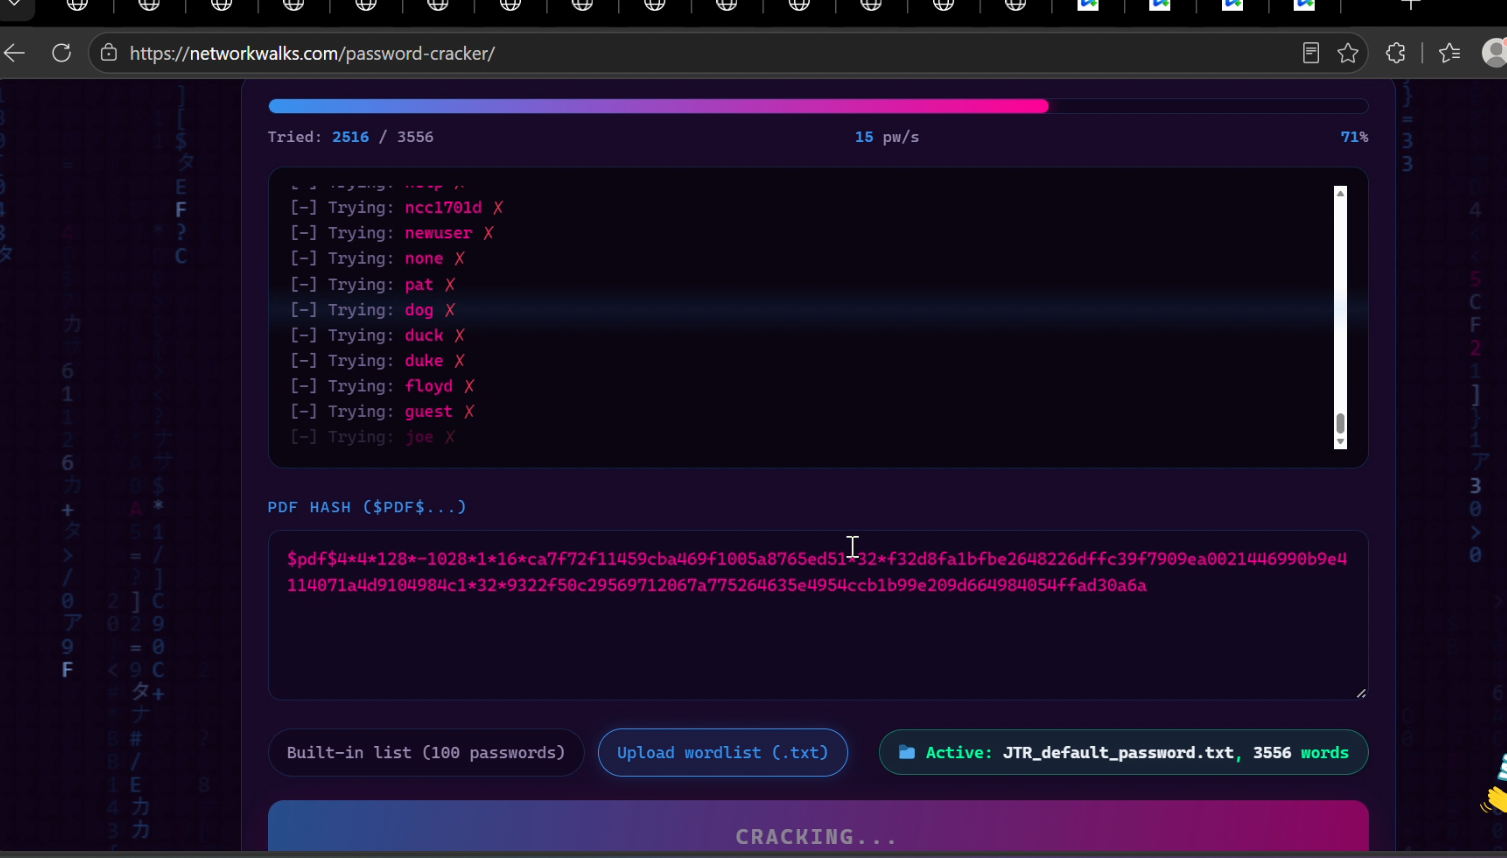 https://networkwalks.com/password-cracker/
Tried: 2516 / 3556
15 pw/s
71%
[-] Trying: ncc1701d ✗
[-] Trying: newuser ✗
[-] Trying: none ✗
[-] Trying: pat ✗
[-] Trying: dog ✗
[-] Trying: duck ✗
[-] Trying: duke ✗
[-] Trying: floyd ✗
[-] Trying: guest ✗
[-] Trying: joe ✗
PDF HASH ($PDF$...)
$pdf$4*4*128*-1028*1*16*ca7f72f11459cba469f1005a8765ed51*32*f32d8fa1bfbe2648226dffc39f7909ea0021446990b9e4
114071a4d9104984c1*32*9322f50c29569712067a775264635e4954ccb1b99e209d664984054ffad30a6a
Built-in list (100 passwords)
Upload wordlist (.txt)
Active: JTR_default_password.txt, 3556 words
CRACKING...